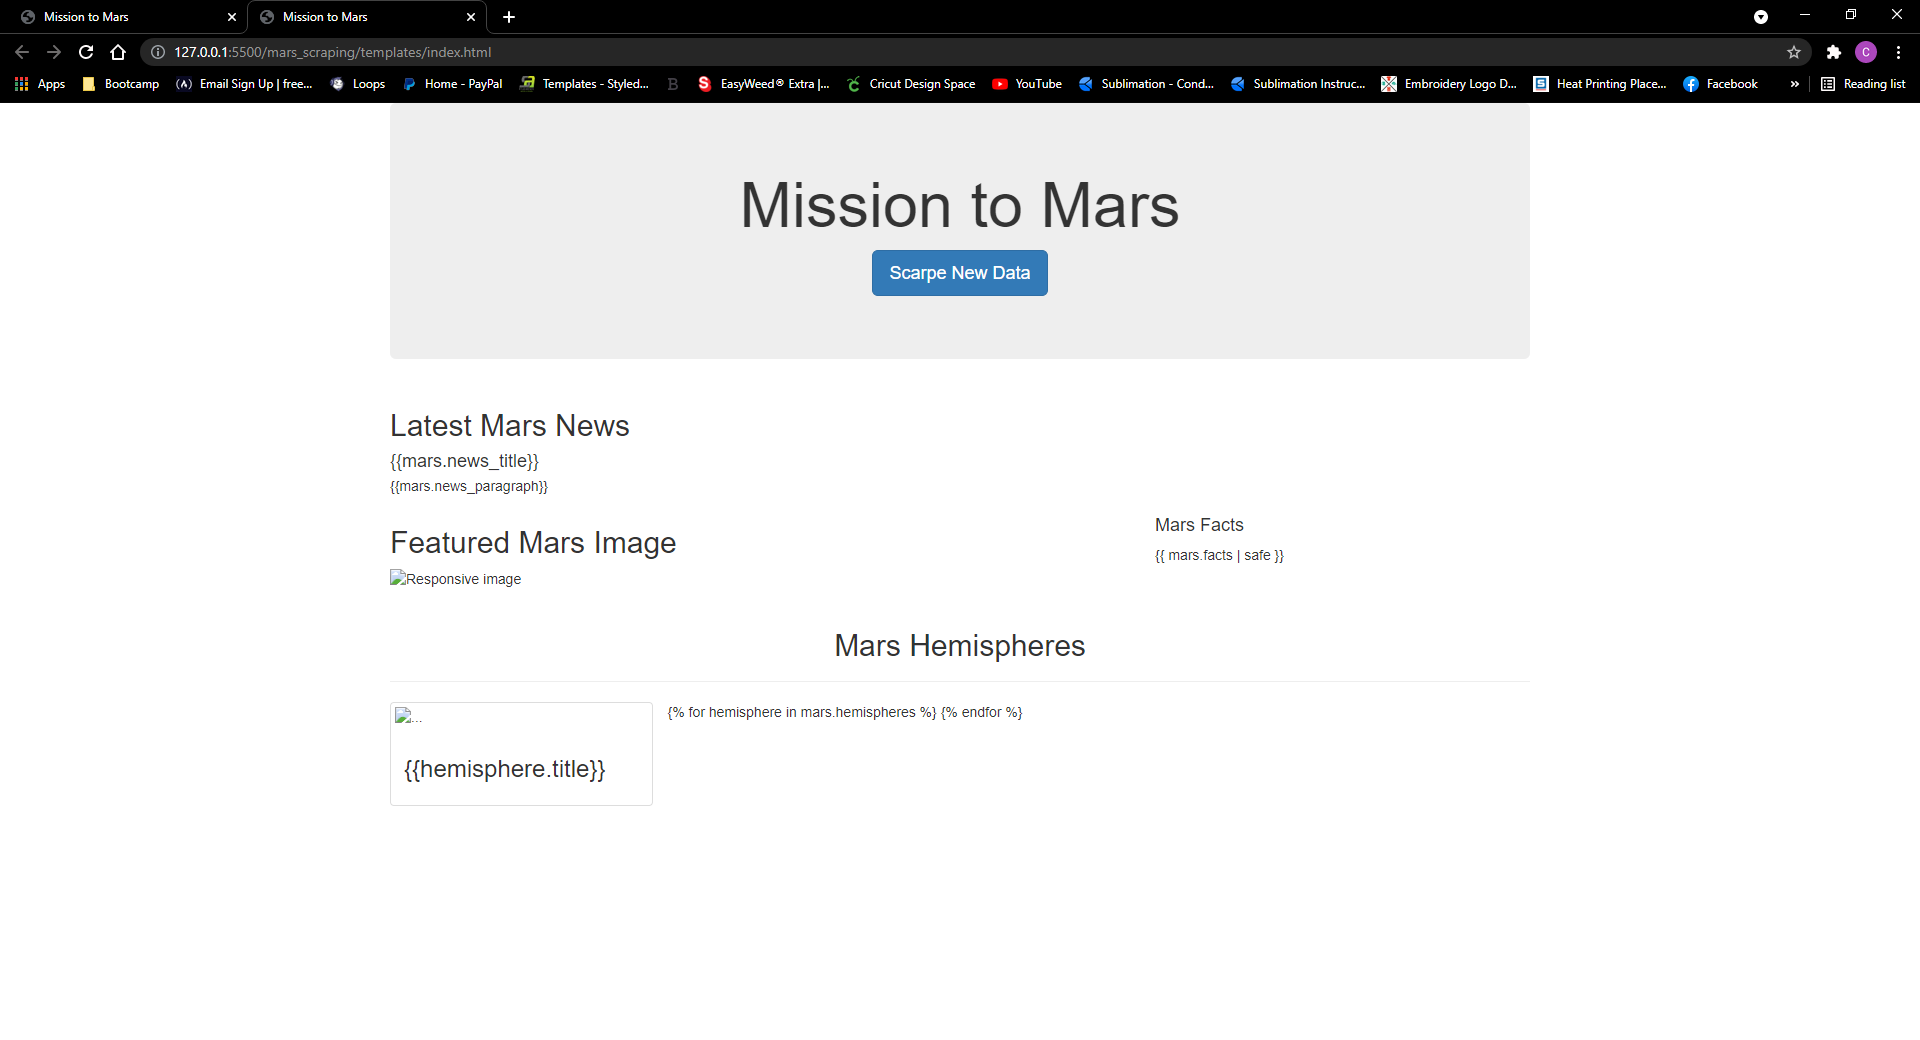 Mission to Mars
Mission to Mars
127.0.0.1:5500/mars_scraping/templates/index.html
C
Apps
Bootcamp
Email Sign Up | free...
Loops
Home - PayPal
Templates - Styled...
EasyWeed® Extra |...
Cricut Design Space
YouTube
Sublimation - Cond...
Sublimation Instruc...
Embroidery Logo D...
Heat Printing Place...
Facebook
»
Reading list
Mission to Mars
Scarpe New Data
Latest Mars News
{{mars.news_title}}
{{mars.news_paragraph}}
Featured Mars Image
Responsive image
Mars Facts
{{ mars.facts | safe }}
Mars Hemispheres
...
{{hemisphere.title}}
{% for hemisphere in mars.hemispheres %} {% endfor %}